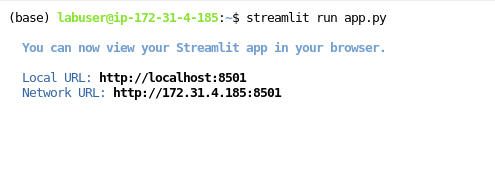 (base) labuser@ip-172-31-4-185:~$ streamlit run app.py
You can now view your Streamlit app in your browser.
Local URL: http://localhost:8501
Network URL: http://172.31.4.185:8501